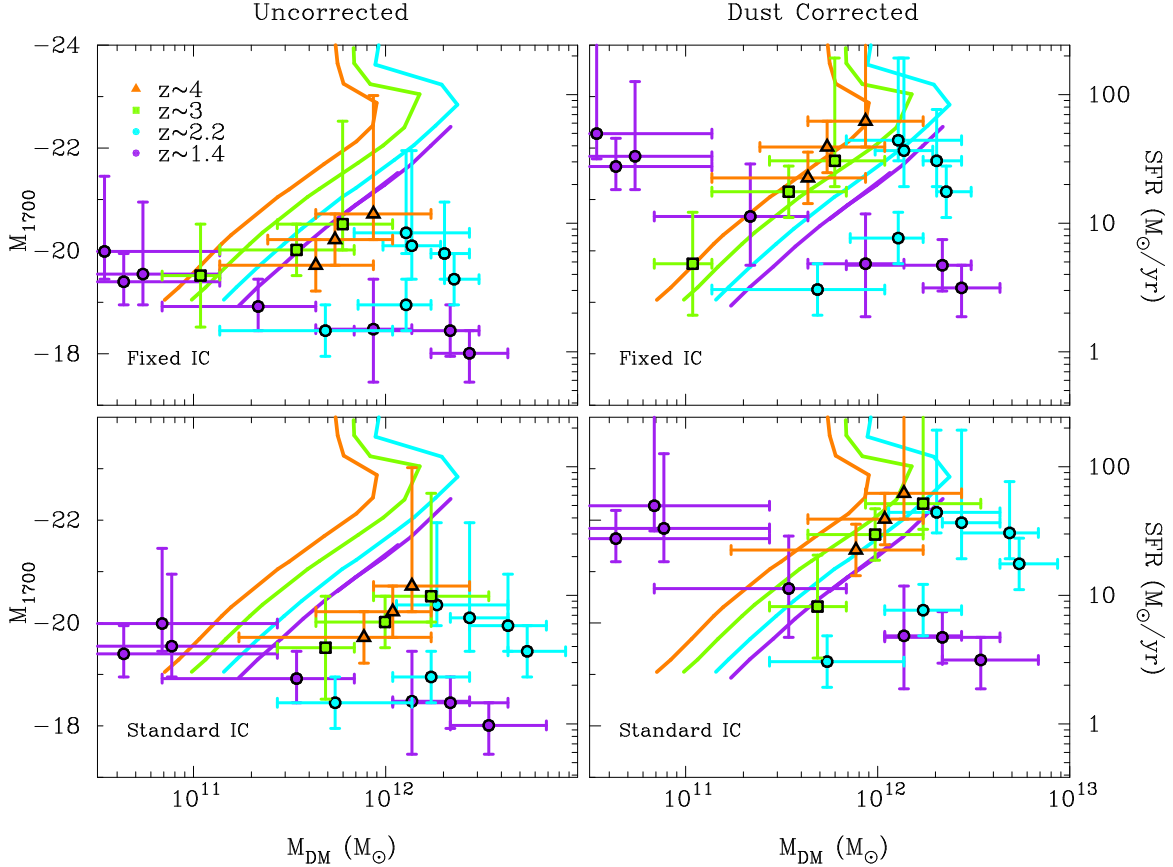 Uncorrected
Dust Corrected
−24
−22
−20
−18
M1700
z∼4
z∼3
z∼2.2
z∼1.4
Fixed IC
Fixed IC
100
10
1
SFR (M⊙/yr)
−22
−20
−18
M1700
Standard IC
Standard IC
100
10
1
SFR (M⊙/yr)
10^11
10^12
10^11
10^12
10^13
M_DM (M⊙)
M_DM (M⊙)